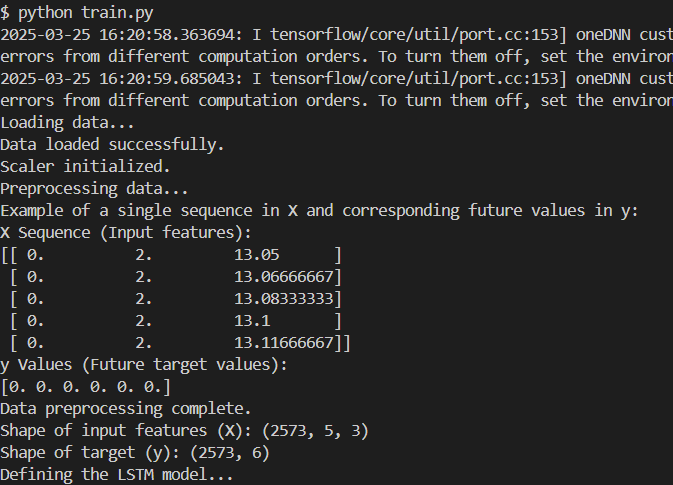 $ python train.py
2025-03-25 16:20:58.363694: I tensorflow/core/util/port.cc:153] oneDNN cust
errors from different computation orders. To turn them off, set the environ
2025-03-25 16:20:59.685043: I tensorflow/core/util/port.cc:153] oneDNN cust
errors from different computation orders. To turn them off, set the environ
Loading data...
Data loaded successfully.
Scaler initialized.
Preprocessing data...
Example of a single sequence in X and corresponding future values in y:
X Sequence (Input features):
[[ 0.          2.         13.05      ]
 [ 0.          2.         13.06666667]
 [ 0.          2.         13.08333333]
 [ 0.          2.         13.1       ]
 [ 0.          2.         13.11666667]]
y Values (Future target values):
[0. 0. 0. 0. 0. 0.]
Data preprocessing complete.
Shape of input features (X): (2573, 5, 3)
Shape of target (y): (2573, 6)
Defining the LSTM model...